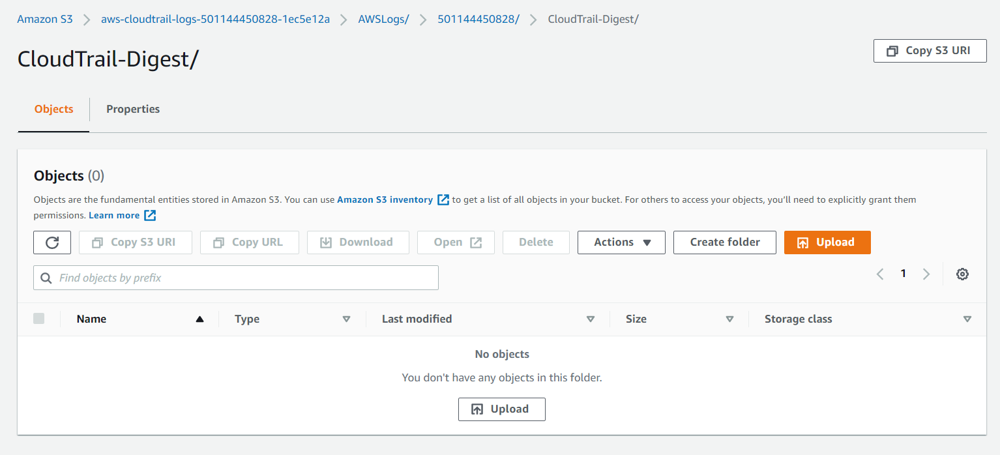 Amazon S3 > aws-cloudtrail-logs-501144450828-1ec5e12a > AWSLogs/ > 501144450828/ > CloudTrail-Digest/
CloudTrail-Digest/
Copy S3 URI
Objects Properties
Objects (0)
Objects are the fundamental entities stored in Amazon S3. You can use Amazon S3 inventory to get a list of all objects in your bucket. For others to access your objects, you’ll need to explicitly grant them
permissions. Learn more
Copy S3 URI Copy URL Download Open Delete Actions Create folder Upload
Find objects by prefix
1
Name Type Last modified Size Storage class
No objects
You don't have any objects in this folder.
Upload